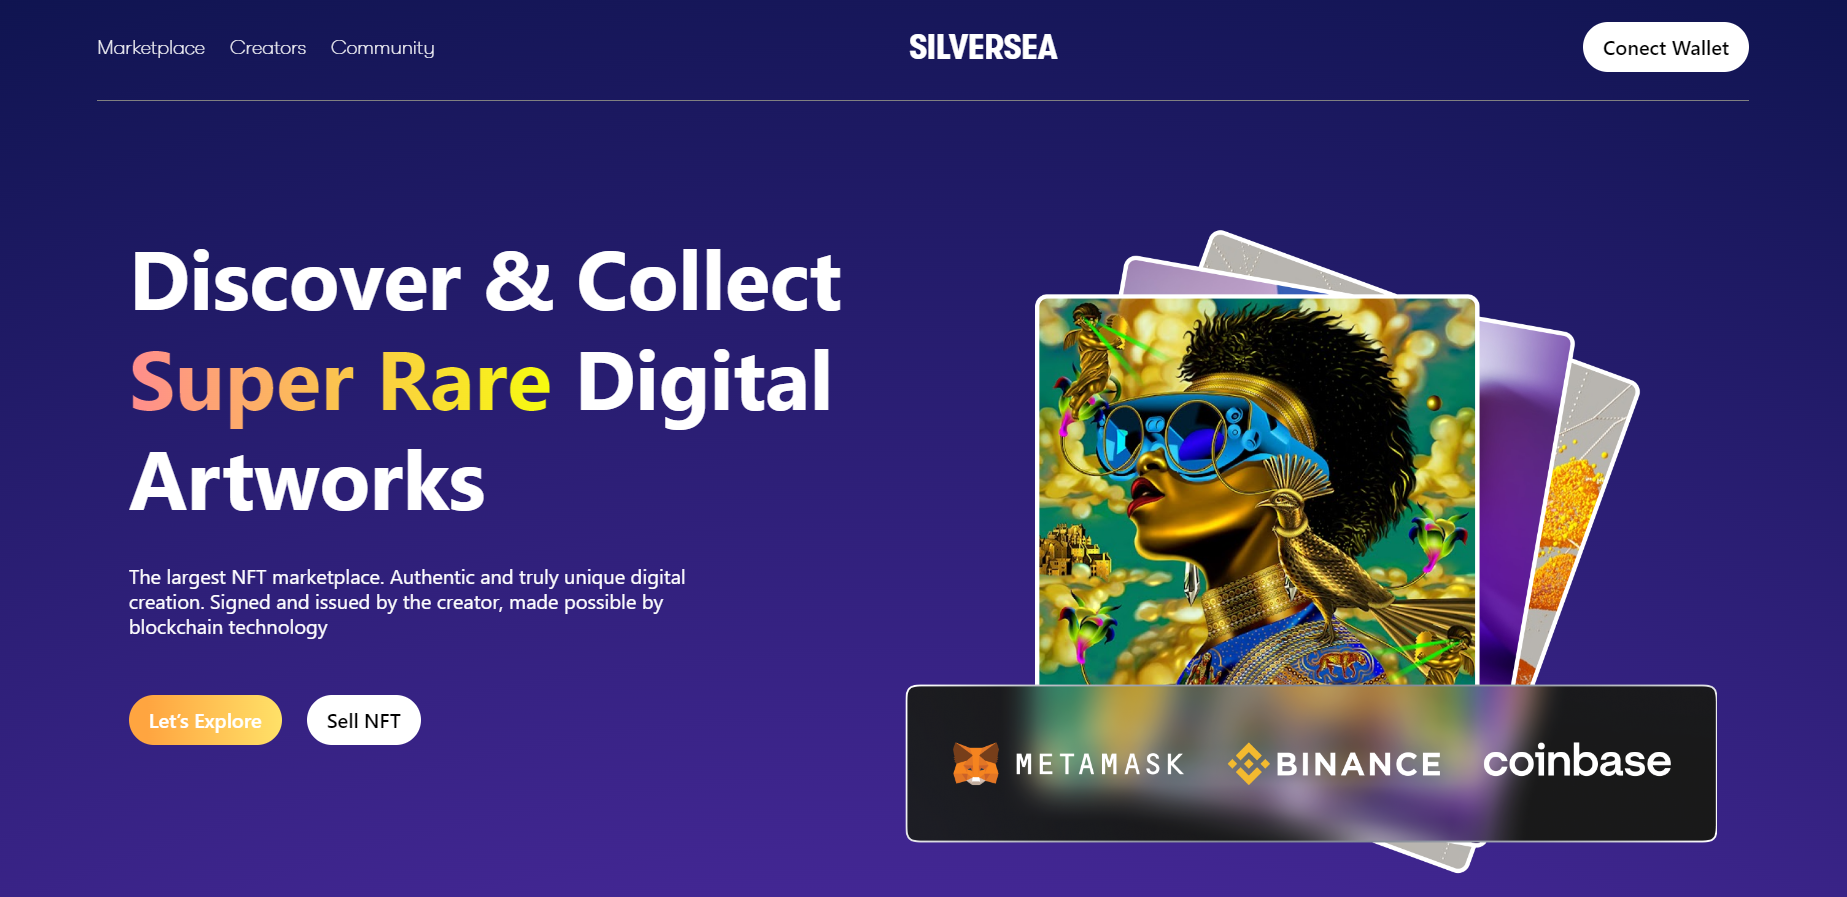 Marketplace Creators Community SILVERSEA Conect Wallet
Discover & Collect
Super Rare Digital
Artworks
The largest NFT marketplace. Authentic and truly unique digital
creation. Signed and issued by the creator, made possible by
blockchain technology
Let's Explore Sell NFT
METAMASK BINANCE coinbase